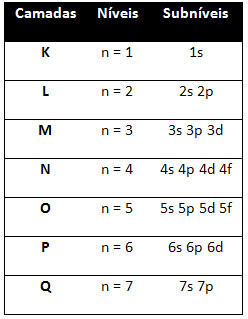 Camadas Níveis Subníveis
K n = 1 1s
L n = 2 2s 2p
M n = 3 3s 3p 3d
N n = 4 4s 4p 4d 4f
O n = 5 5s 5p 5d 5f
P n = 6 6s 6p 6d
Q n = 7 7s 7p